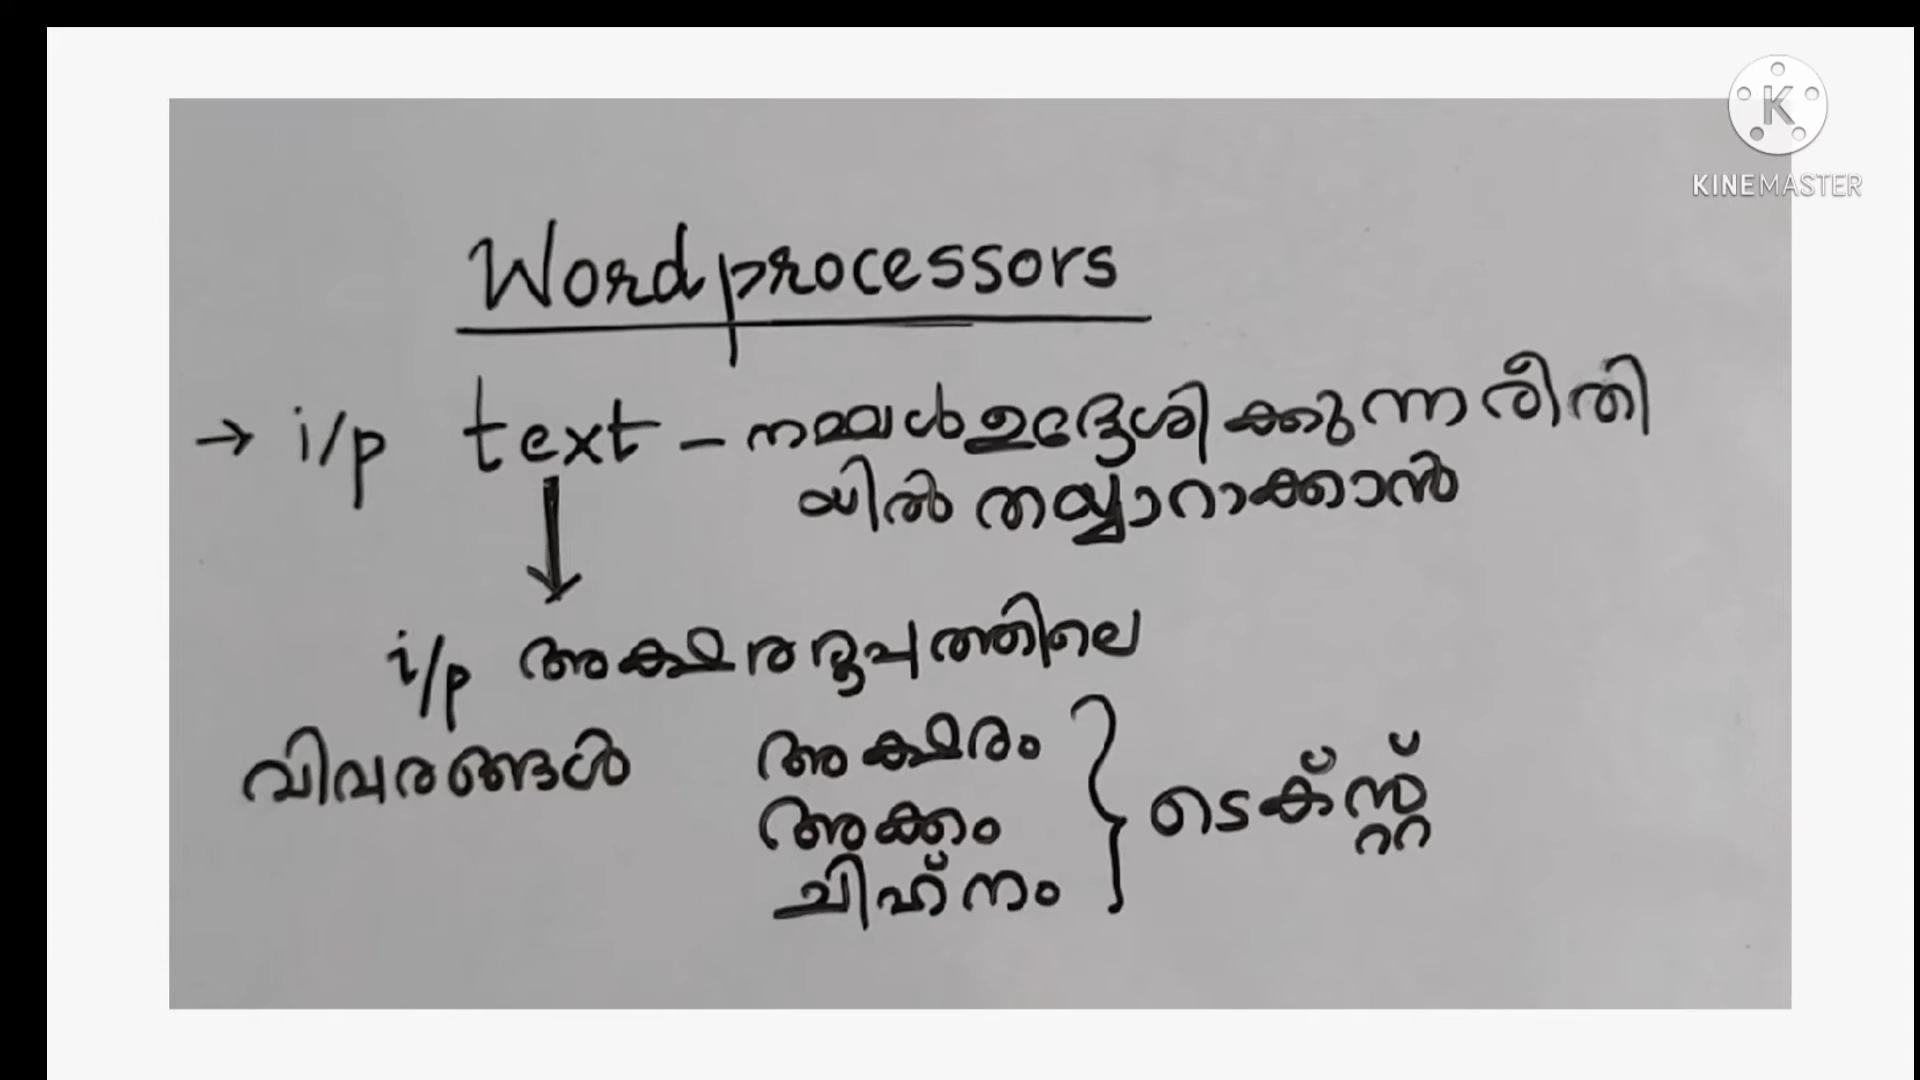 KINEMASTER
Word processors
→ i/p text - നമ്മൾ ഉദ്ദേശിക്കുന്ന രീതി
യിൽ തയ്യാറാക്കാൻ
i/p അക്ഷരരൂപത്തിലെ
വിവരങ്ങൾ
അക്ഷരം
അക്കം
ചിഹ്നം
ടെക്സ്റ്റ്